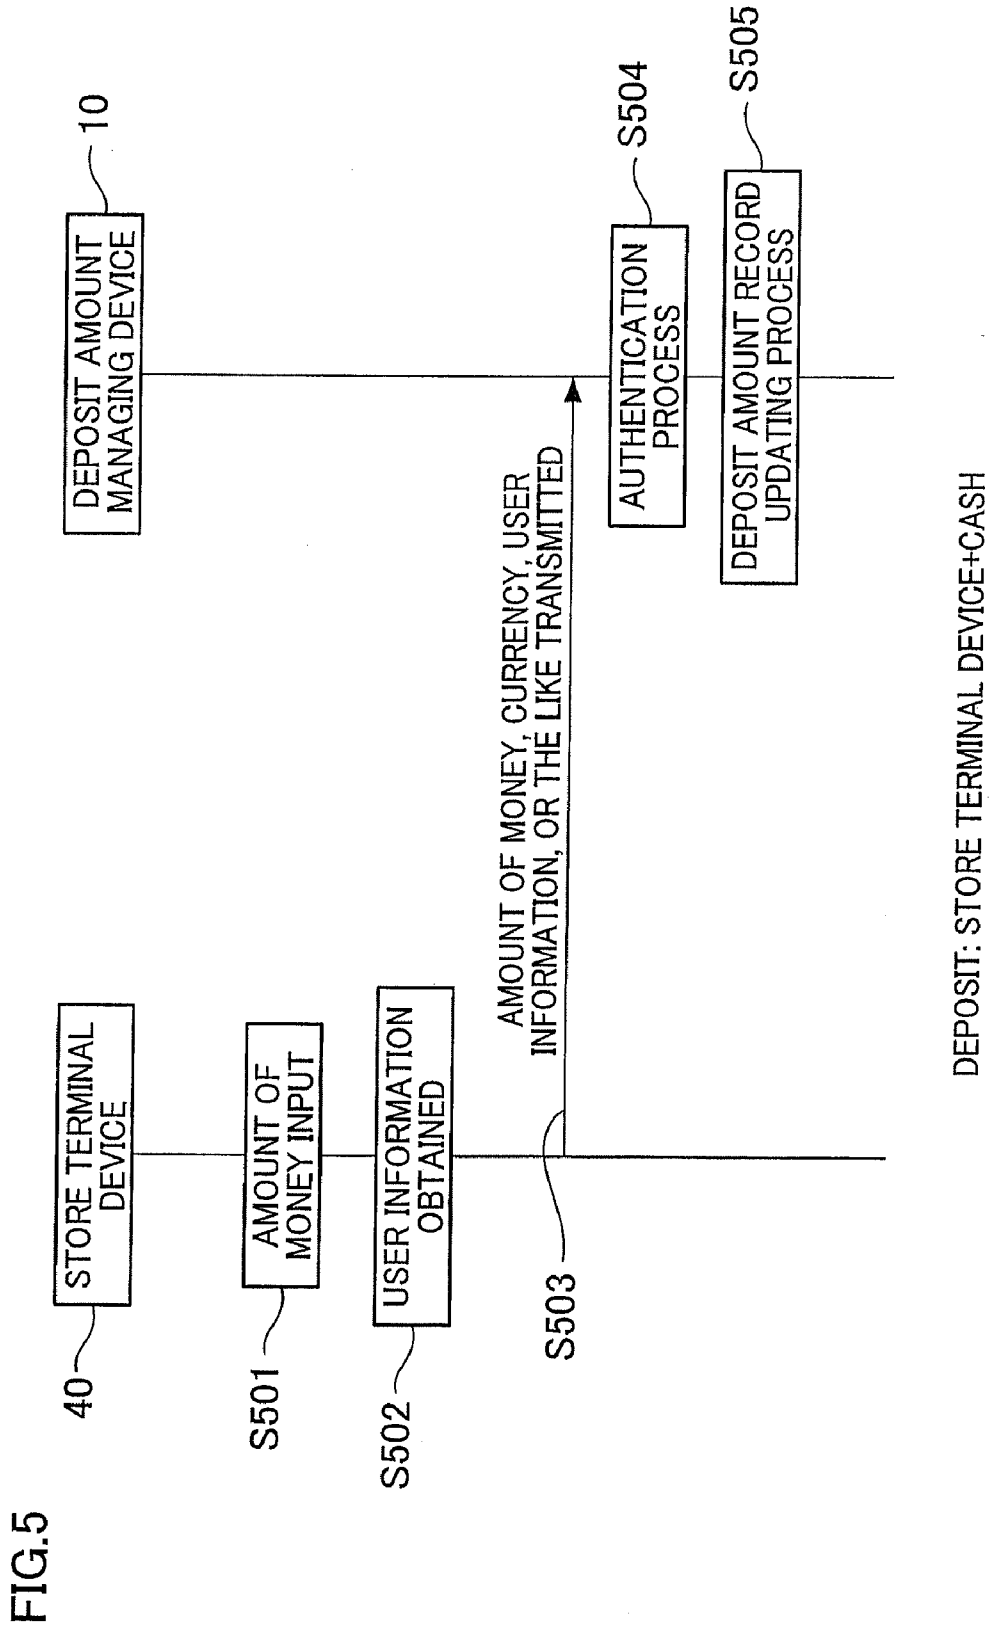 FIG.5
40
STORE TERMINAL
DEVICE
DEPOSIT AMOUNT
MANAGING DEVICE
10
S501
AMOUNT OF
MONEY INPUT
S502
USER INFORMATION
OBTAINED
S503
AMOUNT OF MONEY, CURRENCY, USER
INFORMATION, OR THE LIKE TRANSMITTED
AUTHENTICATION
PROCESS
S504
DEPOSIT AMOUNT RECORD
UPDATING PROCESS
S505
DEPOSIT: STORE TERMINAL DEVICE+CASH